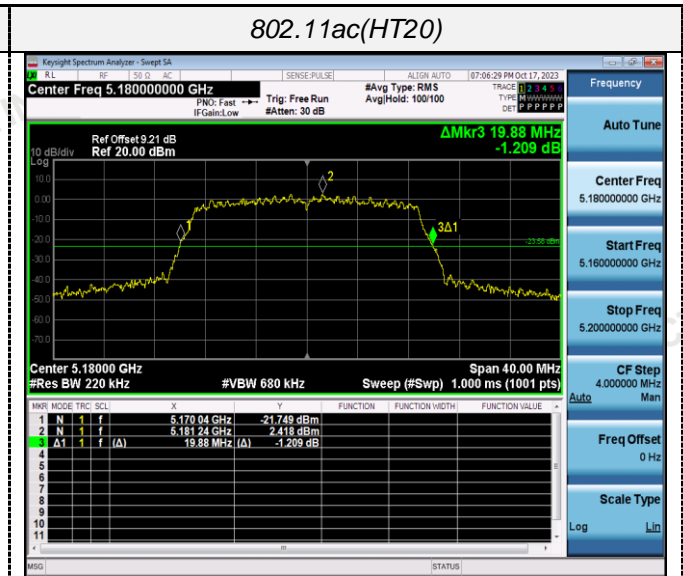 802.11ac(HT20)
Keysight Spectrum Analyzer - Swept SA
RL RF 50 Ω AC SENSE:PULSE ALIGN AUTO 07:06:29 PM Oct 17, 2023
Center Freq 5.180000000 GHz #Avg Type: RMS TRACE 1 2 3 4 5 6
PNO: Fast Trig: Free Run Avg|Hold: 100/100 TYPE M W W W W W
IFGain:Low #Atten: 30 dB DET P P P P P P
Ref Offset 9.21 dB ΔMkr3 19.88 MHz
10 dB/div Ref 20.00 dBm -1.209 dB
Log
10.0
0.00
-10.0
-20.0
-30.0
-40.0
-50.0
-60.0
-70.0
1
2
3Δ1
-23.58 dBm
Center 5.18000 GHz Span 40.00 MHz
#Res BW 220 kHz #VBW 680 kHz Sweep (#Swp) 1.000 ms (1001 pts)
MKR MODE TRC SCL X Y FUNCTION FUNCTION WIDTH FUNCTION VALUE
1 N 1 f 5.170 04 GHz -21.749 dBm
2 N 1 f 5.181 24 GHz 2.418 dBm
3 Δ1 1 f (Δ) 19.88 MHz (Δ) -1.209 dB
4
5
6
7
8
9
10
11
MSG STATUS
Frequency
Auto Tune
Center Freq
5.180000000 GHz
Start Freq
5.160000000 GHz
Stop Freq
5.200000000 GHz
CF Step
4.000000 MHz
Auto Man
Freq Offset
0 Hz
Scale Type
Log Lin